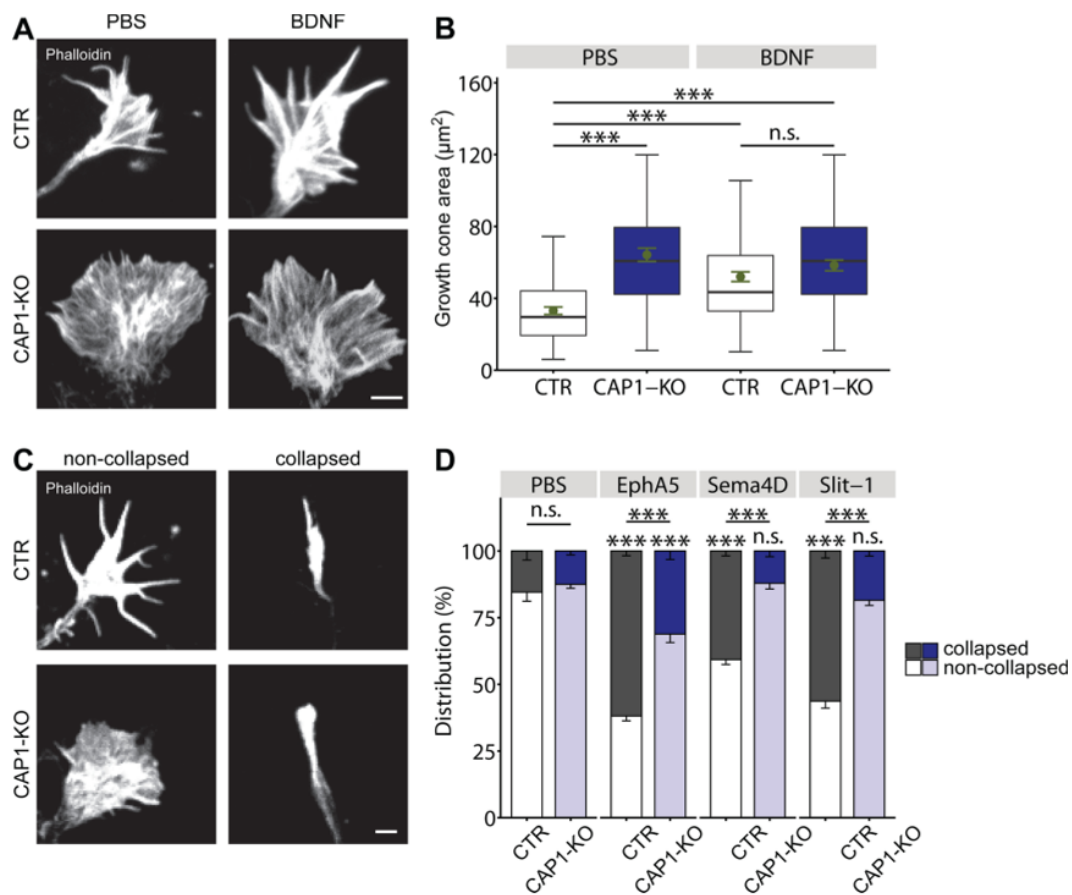 A
PBS
BDNF
Phalloidin
CTR
CAP1-KO
B
PBS
BDNF
Growth cone area (µm²)
160
120
80
40
0
***
***
***
n.s.
CTR
CAP1–KO
CTR
CAP1–KO
C
non-collapsed
collapsed
Phalloidin
CTR
CAP1-KO
D
PBS
EphA5
Sema4D
Slit–1
n.s.
***
***
***
*** ***
*** n.s.
*** n.s.
Distribution (%)
100
75
50
25
0
CTR
CAP1-KO
CTR
CAP1-KO
CTR
CAP1-KO
CTR
CAP1-KO
collapsed
non-collapsed